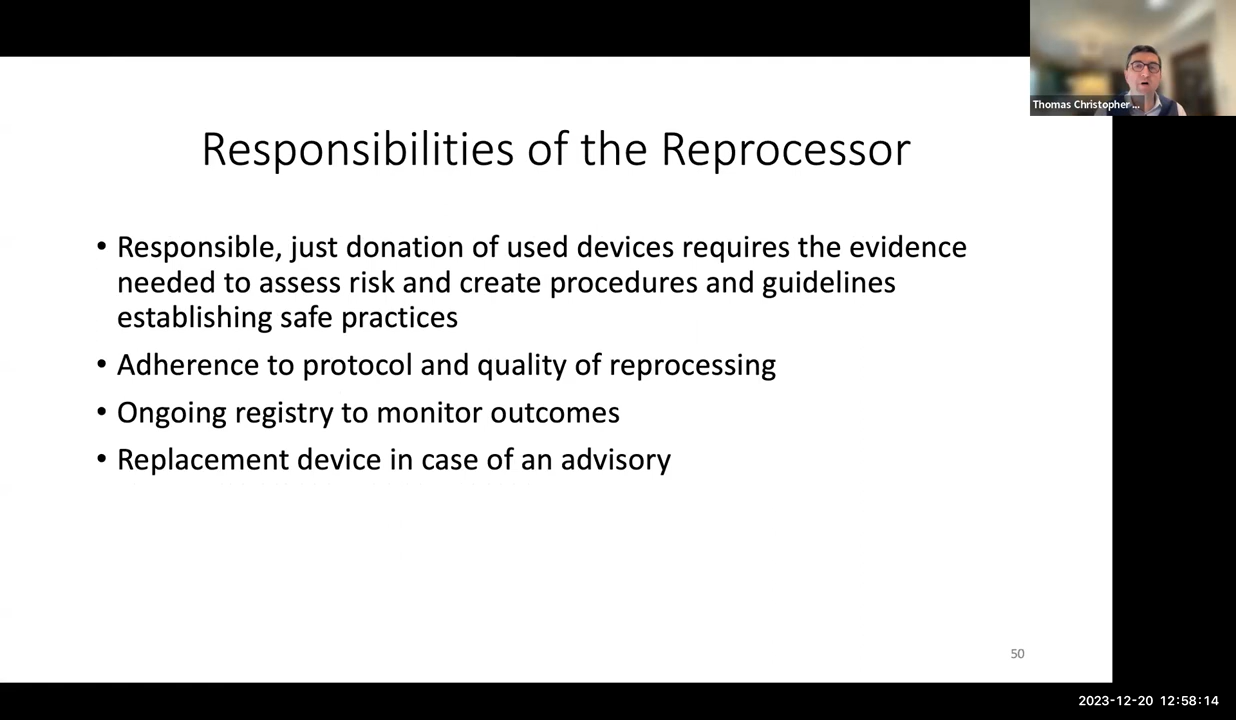 Thomas Christopher ...
Responsibilities of the Reprocessor
• Responsible, just donation of used devices requires the evidence
needed to assess risk and create procedures and guidelines
establishing safe practices
• Adherence to protocol and quality of reprocessing
• Ongoing registry to monitor outcomes
• Replacement device in case of an advisory
50
2023-12-20 12:58:14